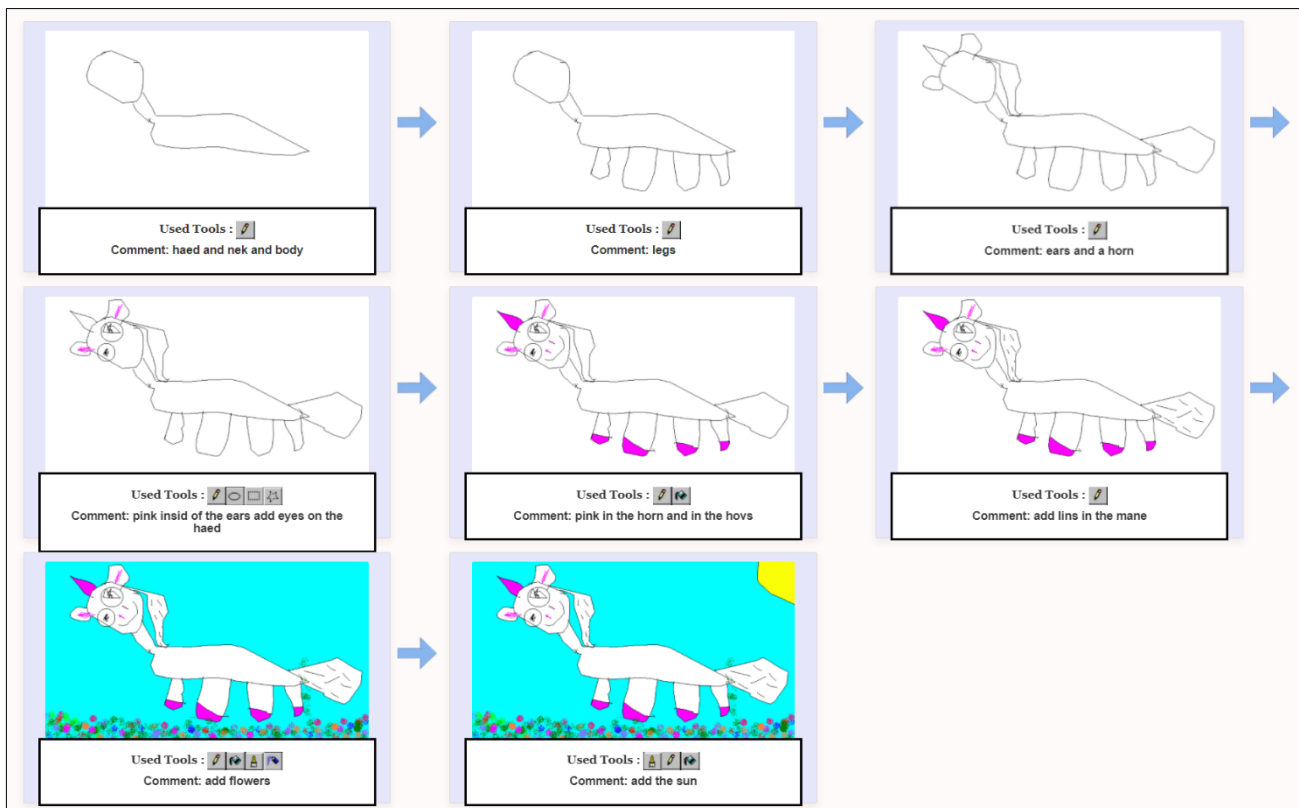 Used Tools :
Comment: haed and nek and body
Used Tools :
Comment: legs
Used Tools :
Comment: ears and a horn
Used Tools :
Comment: pink insid of the ears add eyes on the
haed
Used Tools :
Comment: pink in the horn and in the hovs
Used Tools :
Comment: add lins in the mane
Used Tools :
Comment: add flowers
Used Tools :
Comment: add the sun